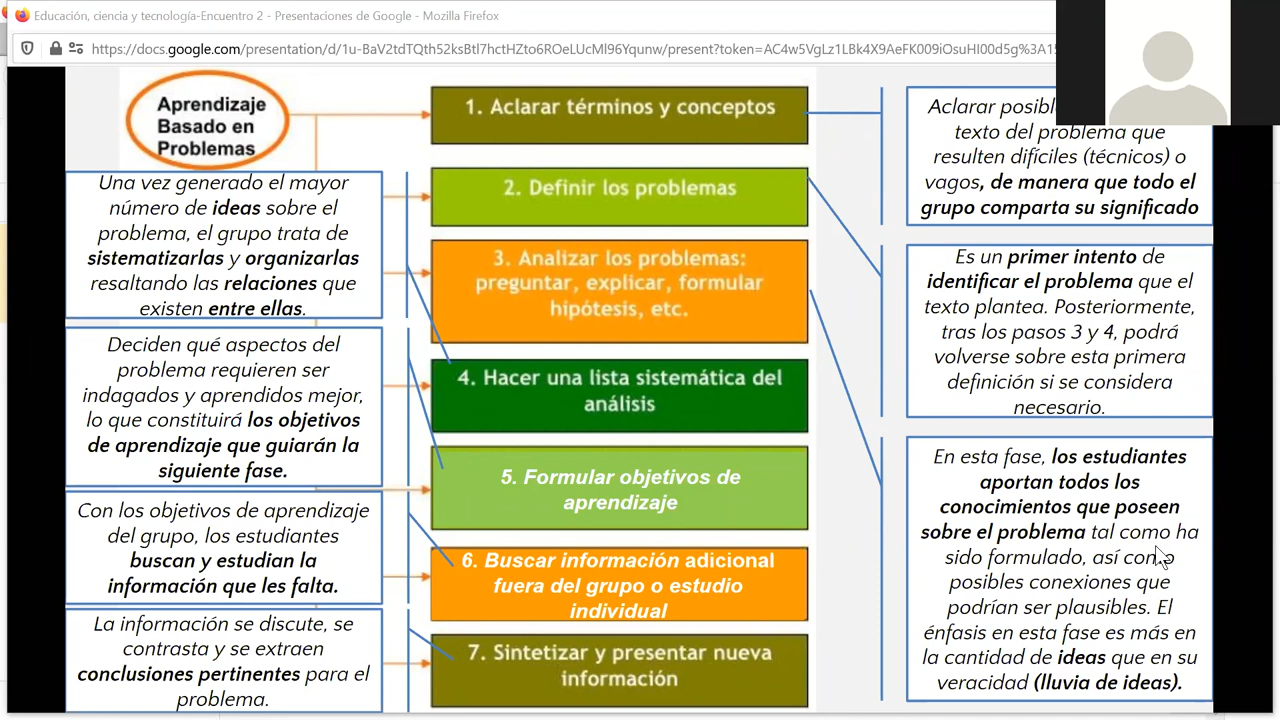 Educación, ciencia y tecnología-Encuentro 2 - Presentaciones de Google - Mozilla Firefox
https://docs.google.com/presentation/d/1u-BaV2tdTQth52ksBtl7hctHZto6ROeLUcMl96Yqunw/present?token=AC4w5VgLz1LBk4X9AeFK009iOsuHI00d5g%3A15
Aprendizaje
Basado en
Problemas
1. Aclarar términos y conceptos
2. Definir los problemas
3. Analizar los problemas:
preguntar, explicar, formular
hipótesis, etc.
4. Hacer una lista sistemática del
análisis
5. Formular objetivos de
aprendizaje
6. Buscar información adicional
fuera del grupo o estudio
individual
7. Sintetizar y presentar nueva
información
Una vez generado el mayor
número de ideas sobre el
problema, el grupo trata de
sistematizarlas y organizarlas
resaltando las relaciones que
existen entre ellas.
Deciden qué aspectos del
problema requieren ser
indagados y aprendidos mejor,
lo que constituirá los objetivos
de aprendizaje que guiarán la
siguiente fase.
Con los objetivos de aprendizaje
del grupo, los estudiantes
buscan y estudian la
información que les falta.
La información se discute, se
contrasta y se extraen
conclusiones pertinentes para el
problema.
Aclarar
texto del problema que
resulten difíciles (técnicos) o
vagos, de manera que todo el
grupo comparta su significado
Es un primer intento de
identificar el problema que el
texto plantea. Posteriormente,
tras los pasos 3 y 4, podrá
volverse sobre esta primera
definición si se considera
necesario.
En esta fase, los estudiantes
aportan todos los
conocimientos que poseen
sobre el problema tal como ha
sido formulado, así como
posibles conexiones que
podrían ser plausibles. El
énfasis en esta fase es más en
la cantidad de ideas que en su
veracidad (lluvia de ideas).